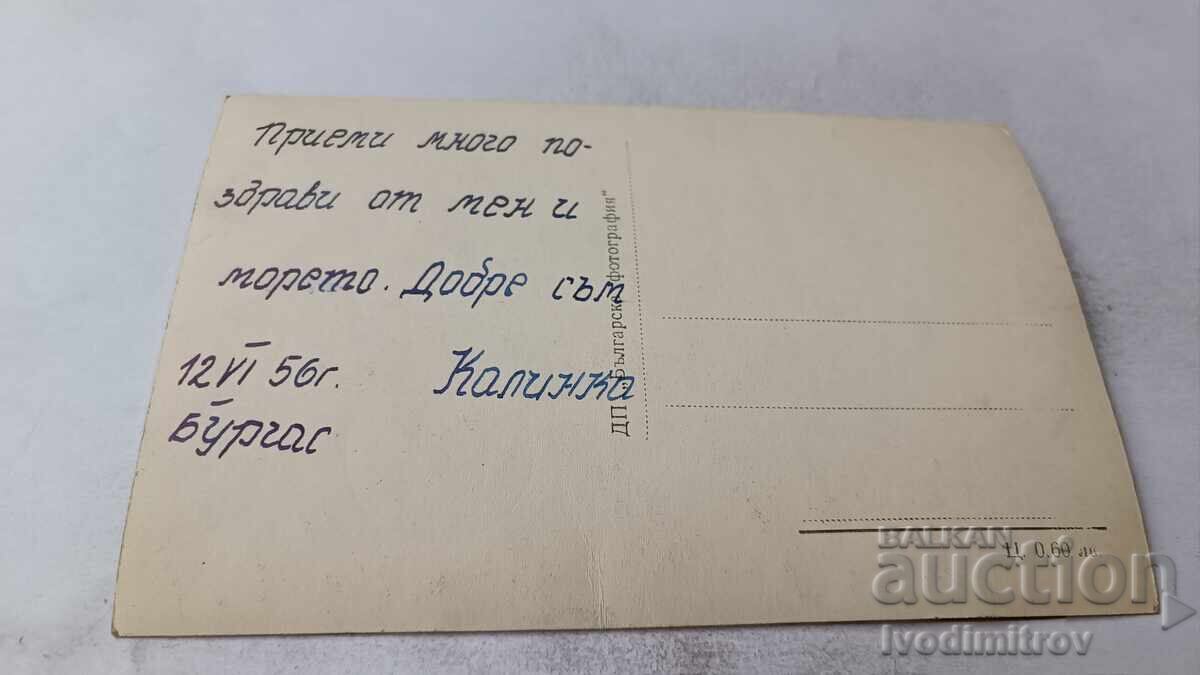 Приеми много по-
здрави от мен и
морето. Добре съм
12 VI 56г. Калинка
Бургас
ДП „Българска фотография"
Ц. 0.60 лв.
BALKAN
auction
Ivodimitrov